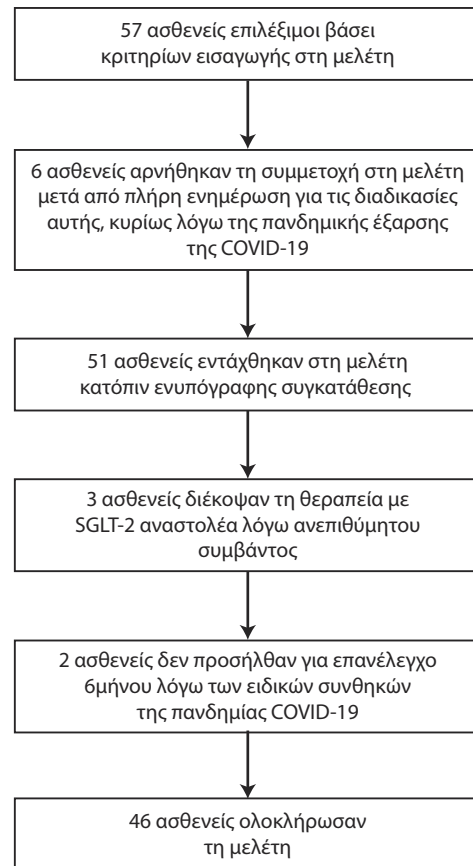 57 ασθενείς επιλέξιμοι βάσει
κριτηρίων εισαγωγής στη μελέτη
6 ασθενείς αρνήθηκαν τη συμμετοχή στη μελέτη
μετά από πλήρη ενημέρωση για τις διαδικασίες
αυτής, κυρίως λόγω της πανδημικής έξαρσης
της COVID-19
51 ασθενείς εντάχθηκαν στη μελέτη
κατόπιν ενυπόγραφης συγκατάθεσης
3 ασθενείς διέκοψαν τη θεραπεία με
SGLT-2 αναστολέα λόγω ανεπιθύμητου
συμβάντος
2 ασθενείς δεν προσήλθαν για επανέλεγχο
6μήνου λόγω των ειδικών συνθηκών
της πανδημίας COVID-19
46 ασθενείς ολοκλήρωσαν
τη μελέτη